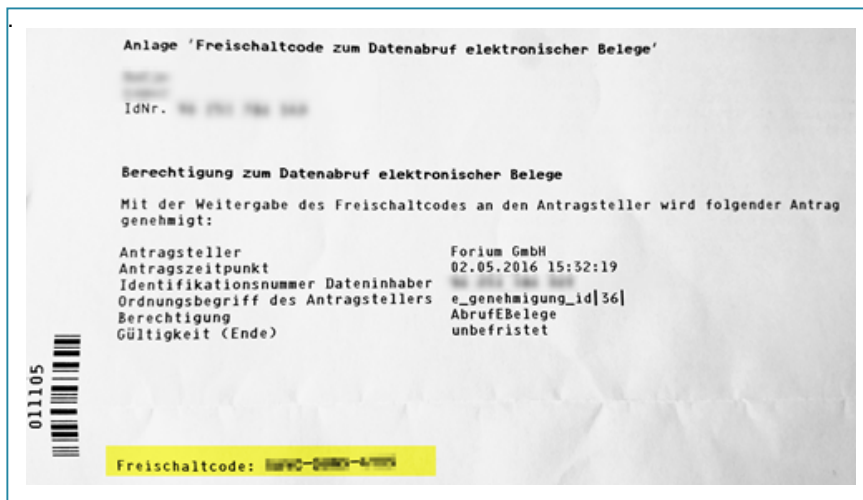 Anlage 'Freischaltcode zum Datenabruf elektronischer Belege'
IdNr.
Berechtigung zum Datenabruf elektronischer Belege
Mit der Weitergabe des Freischaltcodes an den Antragsteller wird folgender Antrag
genehmigt:
Antragsteller Forium GmbH
Antragszeitpunkt 02.05.2016 15:32:19
Identifikationsnummer Dateninhaber
Ordnungsbegriff des Antragstellers e_genehmigung_id|36|
Berechtigung AbrufEBelege
Gültigkeit (Ende) unbefristet
011105
Freischaltcode: